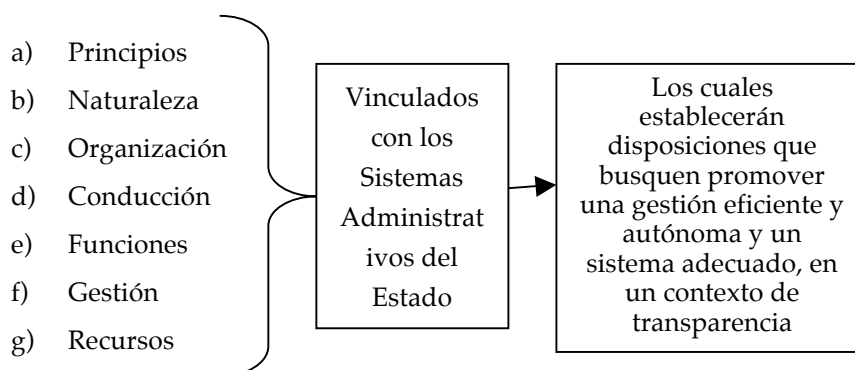 a) Principios
b) Naturaleza
c) Organización
d) Conducción
e) Funciones
f) Gestión
g) Recursos
Vinculados
con los
Sistemas
Administrat
ivos del
Estado
Los cuales
establecerán
disposiciones que
busquen promover
una gestión eficiente y
autónoma y un
sistema adecuado, en
un contexto de
transparencia